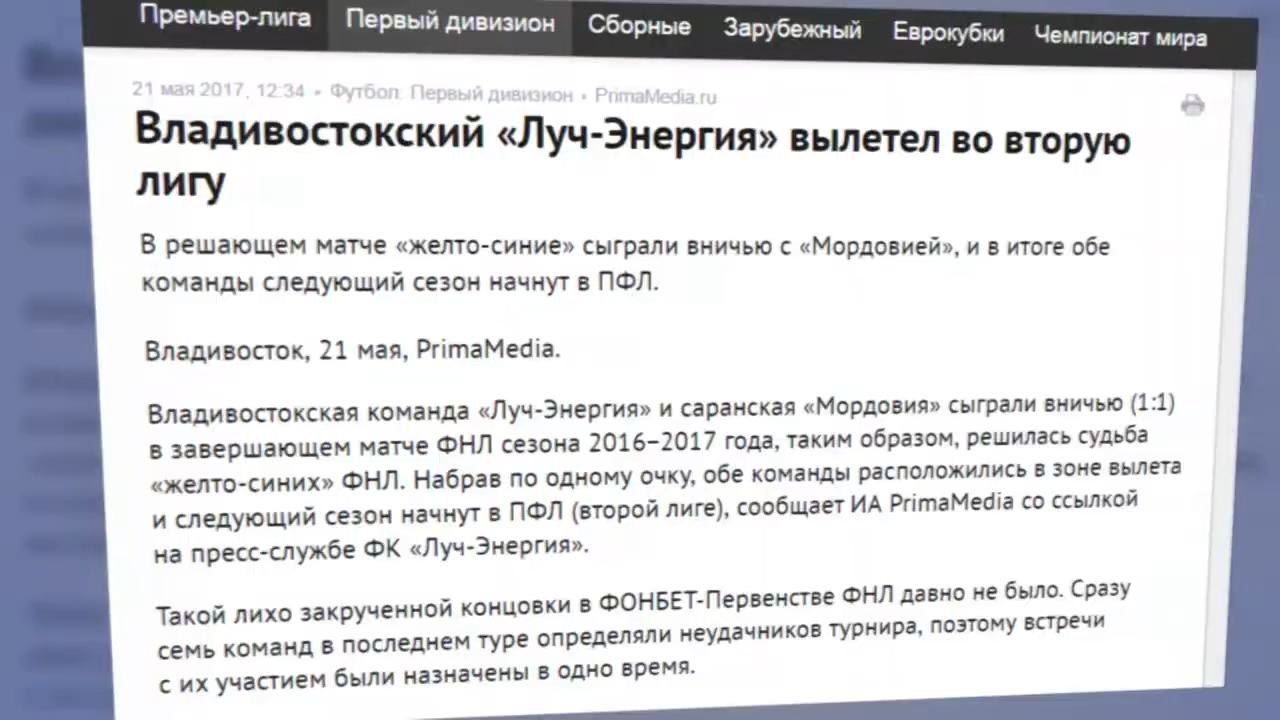 Премьер-лига Первый дивизион Сборные Зарубежный Еврокубки Чемпионат мира
21 мая 2017, 12:34 • Футбол: Первый дивизион • PrimaMedia.ru
Владивостокский «Луч-Энергия» вылетел во вторую
лигу
В решающем матче «желто-синие» сыграли вничью с «Мордовией», и в итоге обе
команды следующий сезон начнут в ПФЛ.
Владивосток, 21 мая, PrimaMedia.
Владивостокская команда «Луч-Энергия» и саранская «Мордовия» сыграли вничью (1:1)
в завершающем матче ФНЛ сезона 2016–2017 года, таким образом, решилась судьба
«желто-синих» ФНЛ. Набрав по одному очку, обе команды расположились в зоне вылета
и следующий сезон начнут в ПФЛ (второй лиге), сообщает ИА PrimaMedia со ссылкой
на пресс-службе ФК «Луч-Энергия».
Такой лихо закрученной концовки в ФОНБЕТ-Первенстве ФНЛ давно не было. Сразу
семь команд в последнем туре определяли неудачников турнира, поэтому встречи
с их участием были назначены в одно время.